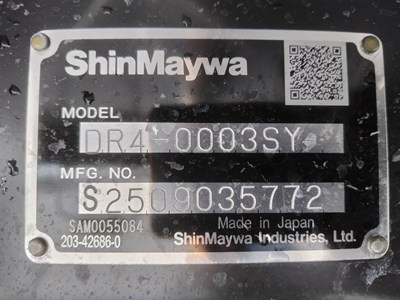 ShinMaywa
MODEL
DR4-0003SY
MFG. NO.
S2509035772
SAM0055084 Made in Japan
203-42686-0 ShinMaywa Industries, Ltd.